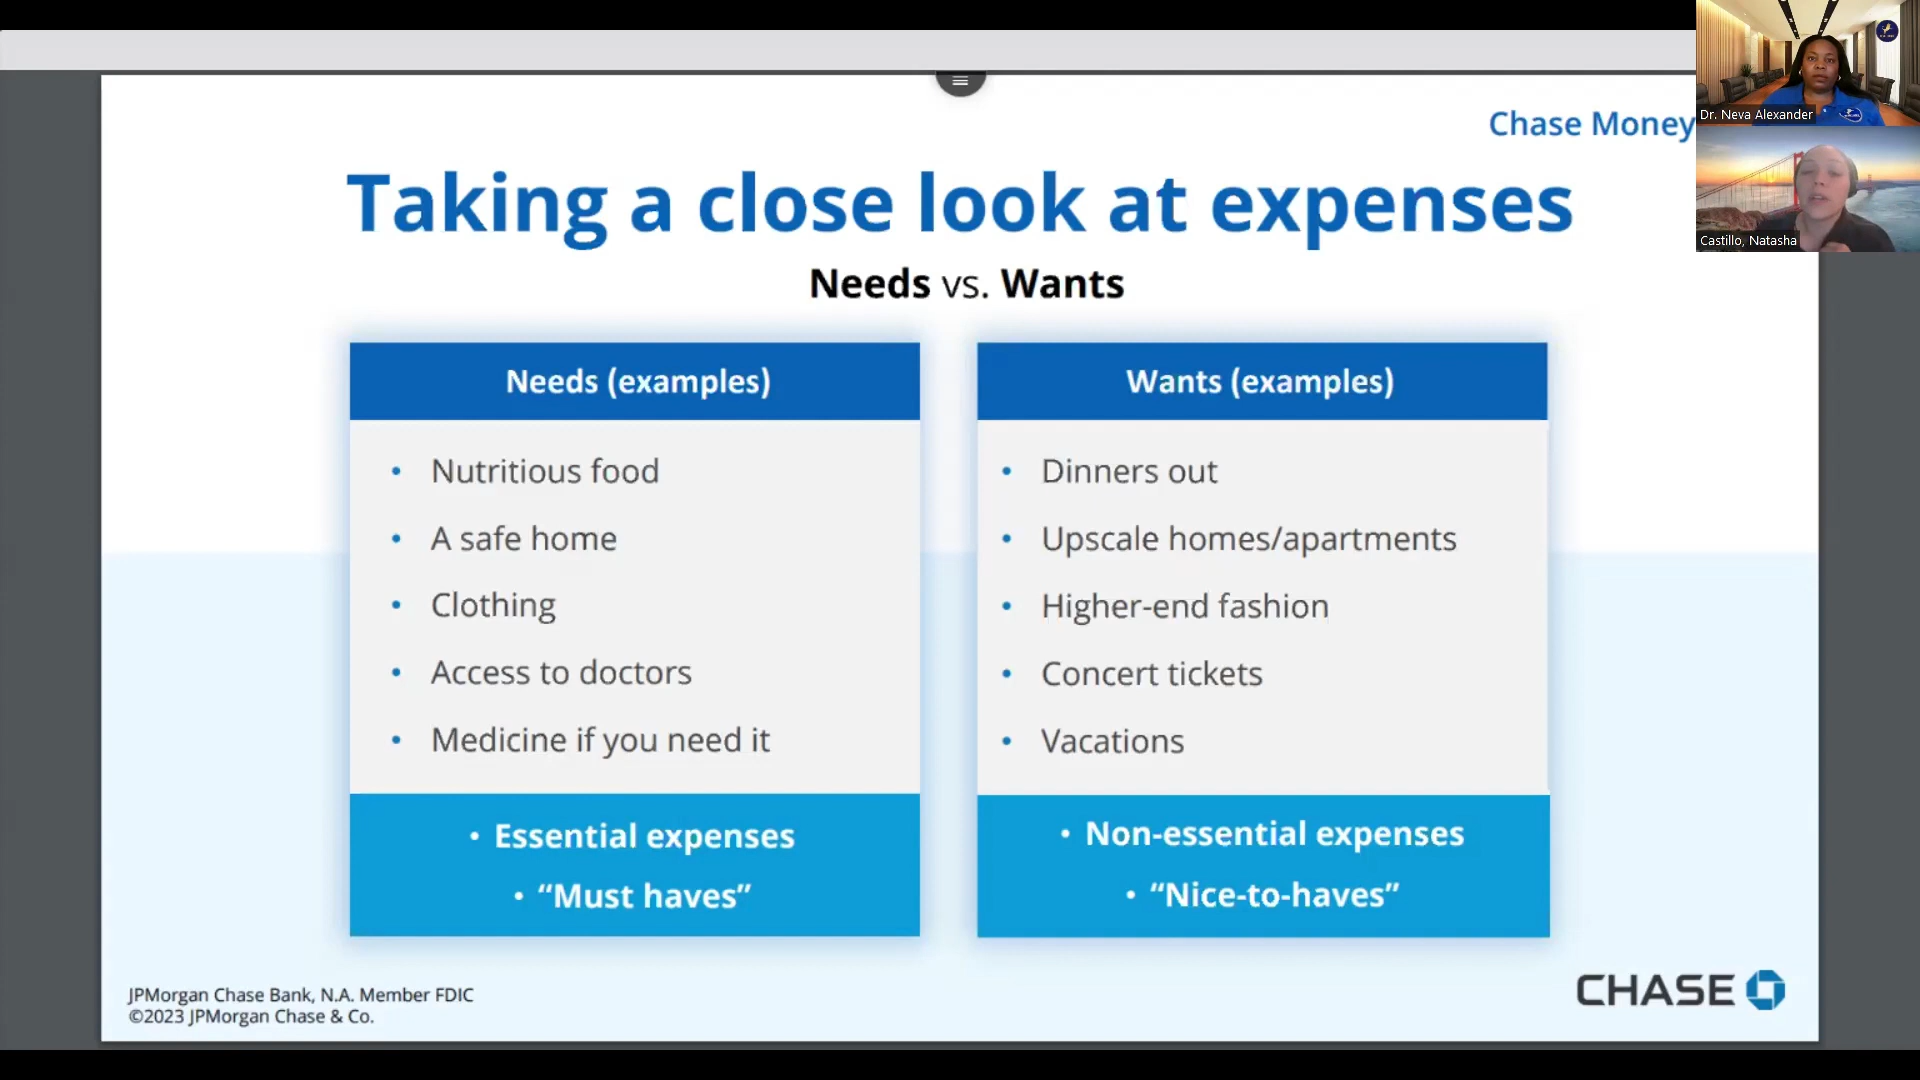 Chase Money
Taking a close look at expenses
Needs vs. Wants
Needs (examples)
• Nutritious food
• A safe home
• Clothing
• Access to doctors
• Medicine if you need it
• Essential expenses
• “Must haves”
Wants (examples)
• Dinners out
• Upscale homes/apartments
• Higher-end fashion
• Concert tickets
• Vacations
• Non-essential expenses
• “Nice-to-haves”
JPMorgan Chase Bank, N.A. Member FDIC
©2023 JPMorgan Chase & Co.
CHASE
Dr. Neva Alexander
Castillo, Natasha